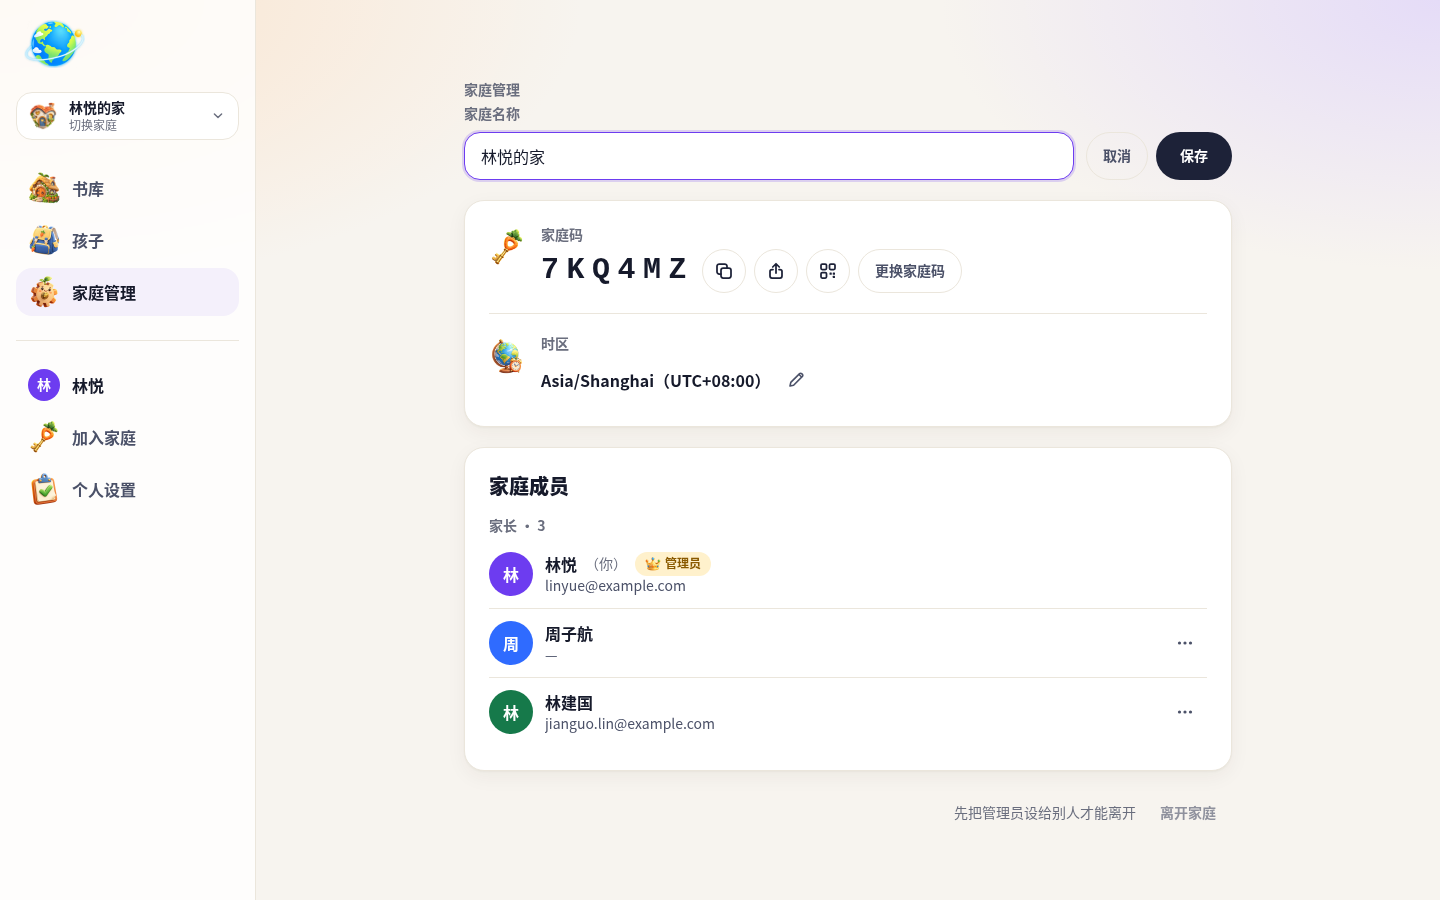 林悦的家
切换家庭
书库
孩子
家庭管理
林
林悦
加入家庭
个人设置
家庭管理
家庭名称
林悦的家
取消
保存
家庭码
7KQ4MZ
更换家庭码
时区
Asia/Shanghai（UTC+08:00）
家庭成员
家长 · 3
林
林悦 （你） 管理员
linyue@example.com
周
周子航
—
林
林建国
jianguo.lin@example.com
先把管理员设给别人才能离开 离开家庭